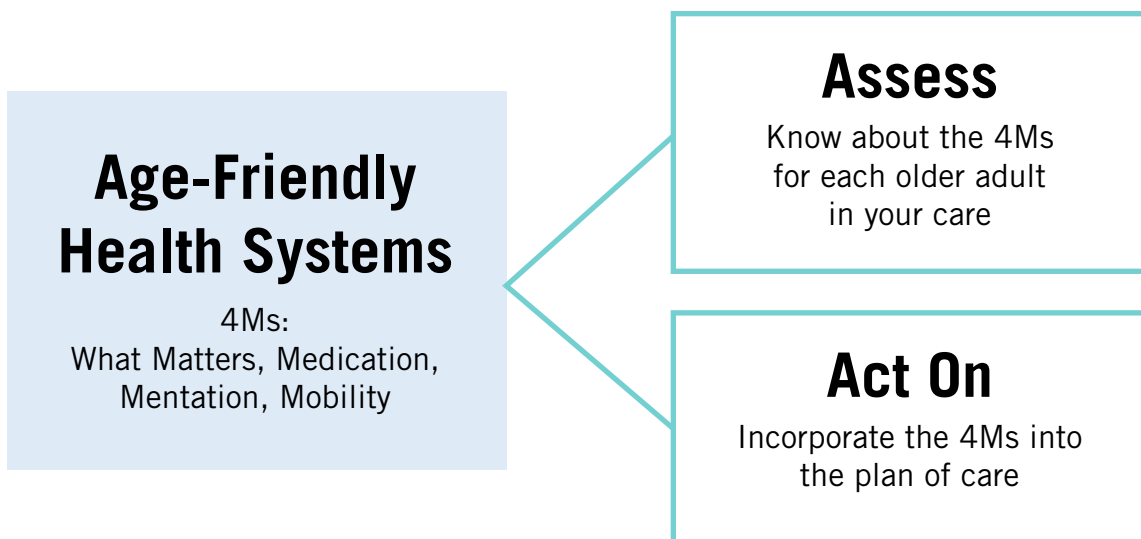 Age-Friendly
Health Systems
4Ms:
What Matters, Medication,
Mentation, Mobility
Assess
Know about the 4Ms
for each older adult
in your care
Act On
Incorporate the 4Ms into
the plan of care